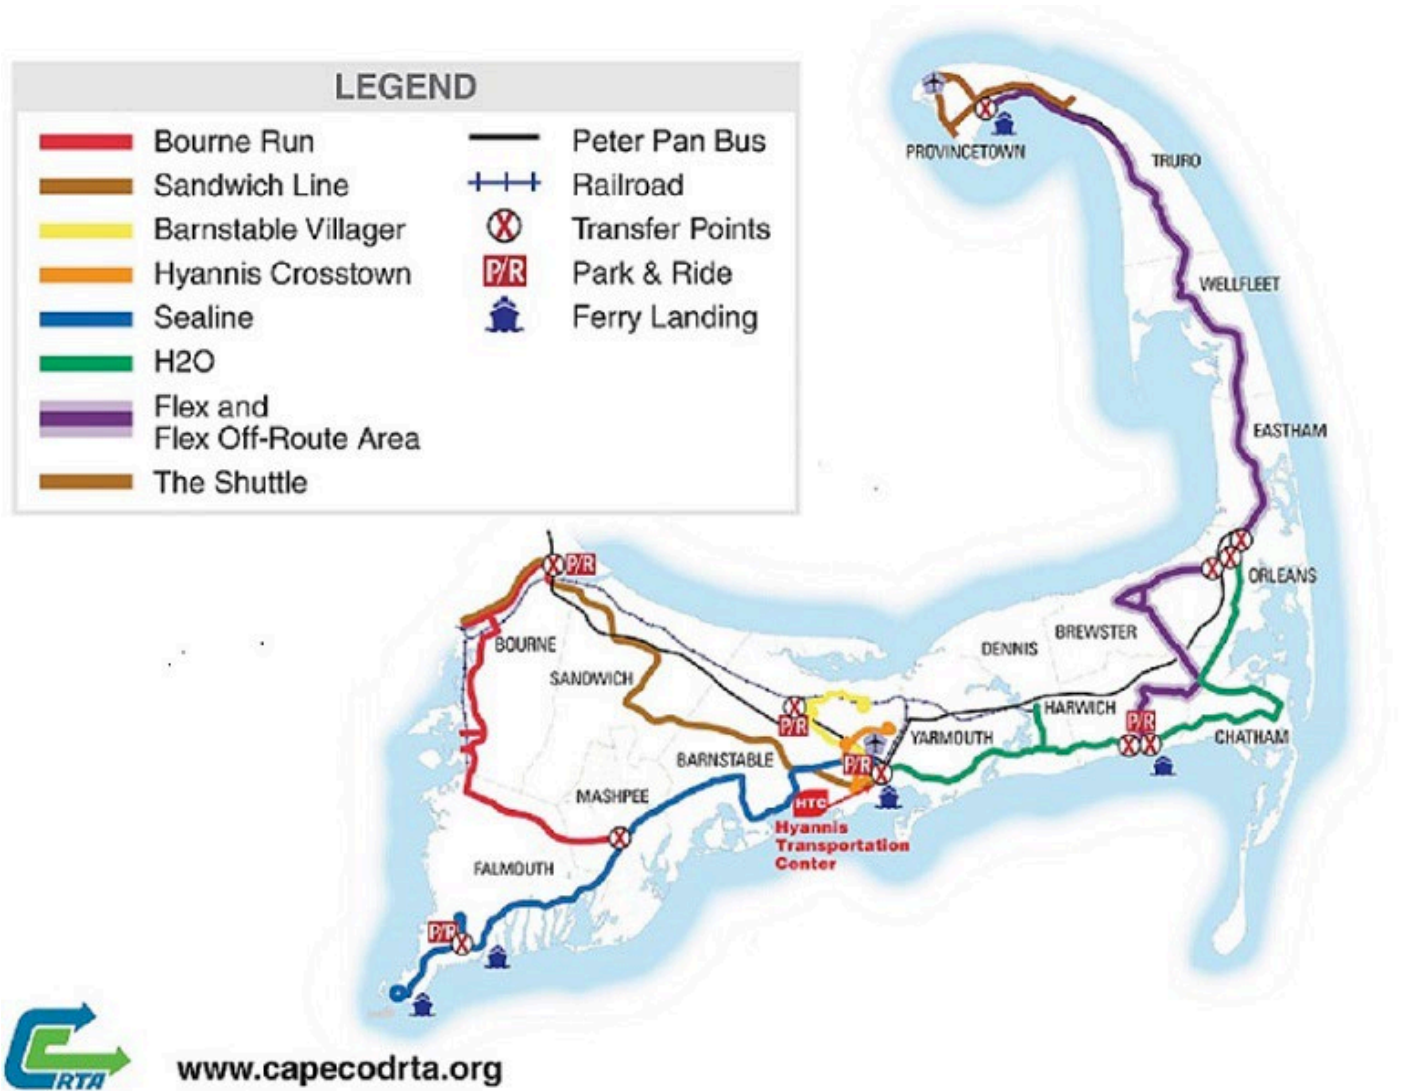 LEGEND
Bourne Run
Sandwich Line
Barnstable Villager
Hyannis Crosstown
Sealine
H2O
Flex and
Flex Off-Route Area
The Shuttle
Peter Pan Bus
Railroad
Transfer Points
P/R Park & Ride
Ferry Landing
PROVINCETOWN
TRURO
WELLFLEET
EASTHAM
ORLEANS
P/R
BREWSTER
BOURNE
DENNIS
SANDWICH
HARWICH
P/R
P/R
YARMOUTH
CHATHAM
BARNSTABLE
P/R
MASHPEE
HTC
Hyannis
Transportation
Center
FALMOUTH
P/R
RTA
www.capecodrta.org